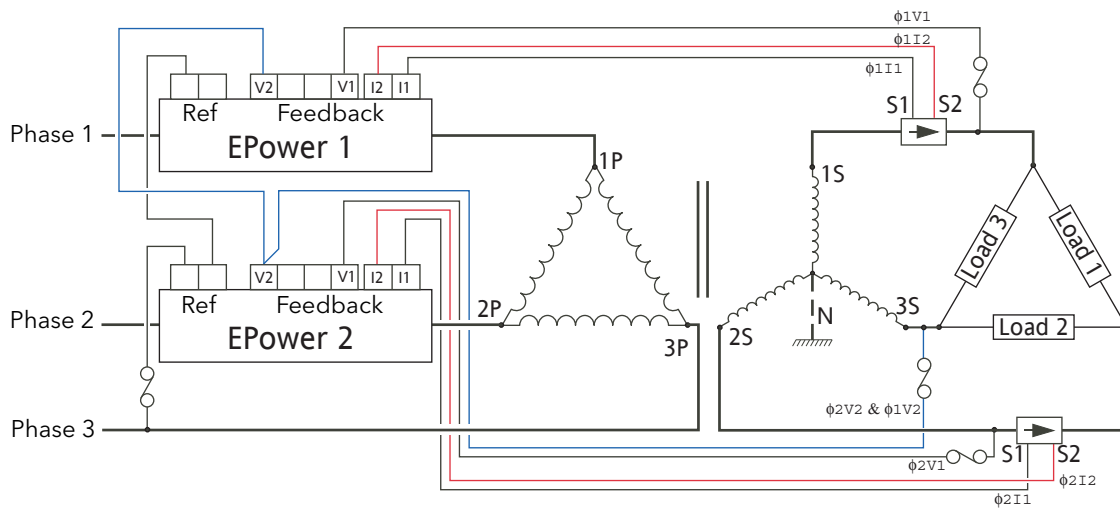 ϕ1V1
ϕ1I2
ϕ1I1
V2 V1 I2 I1
Ref Feedback
S1 S2
Phase 1
EPower 1
1P
1S
Load 3
Load 1
V2 V1 I2 I1
Ref Feedback
2P
3S
N
Phase 2
EPower 2
Load 2
3P
2S
ϕ2V2 & ϕ1V2
Phase 3
S1 S2
ϕ2V1
ϕ2I2
ϕ2I1